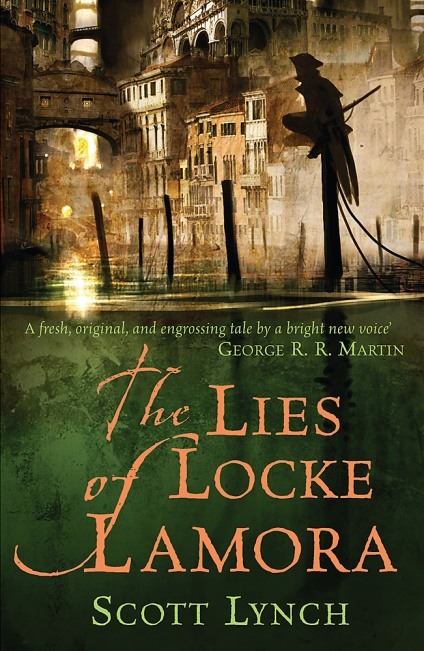 A fresh, original, and engrossing tale by a bright new voice'
GEORGE R. R. MARTIN
The LIES
of LOCKE
LAMORA
SCOTT LYNCH